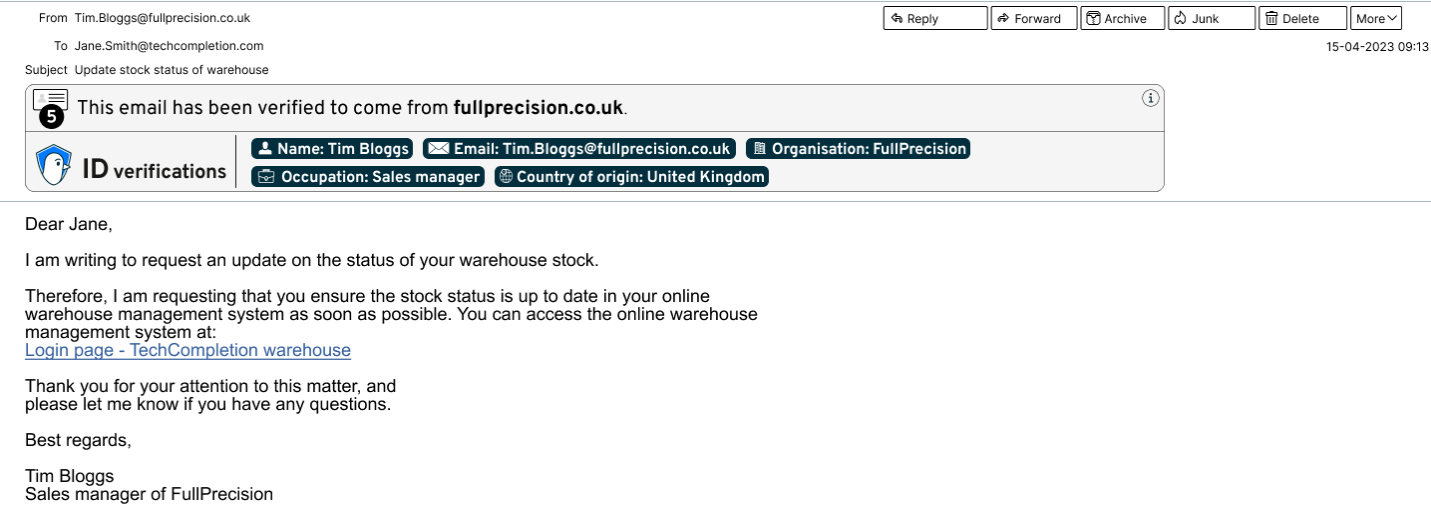 From Tim.Bloggs@fullprecision.co.uk
Reply Forward Archive Junk Delete More
To Jane.Smith@techcompletion.com
15-04-2023 09:13
Subject Update stock status of warehouse
5 This email has been verified to come from fullprecision.co.uk. i
ID verifications
Name: Tim Bloggs Email: Tim.Bloggs@fullprecision.co.uk Organisation: FullPrecision
Occupation: Sales manager Country of origin: United Kingdom
Dear Jane,
I am writing to request an update on the status of your warehouse stock.
Therefore, I am requesting that you ensure the stock status is up to date in your online
warehouse management system as soon as possible. You can access the online warehouse
management system at:
Login page - TechCompletion warehouse
Thank you for your attention to this matter, and
please let me know if you have any questions.
Best regards,
Tim Bloggs
Sales manager of FullPrecision